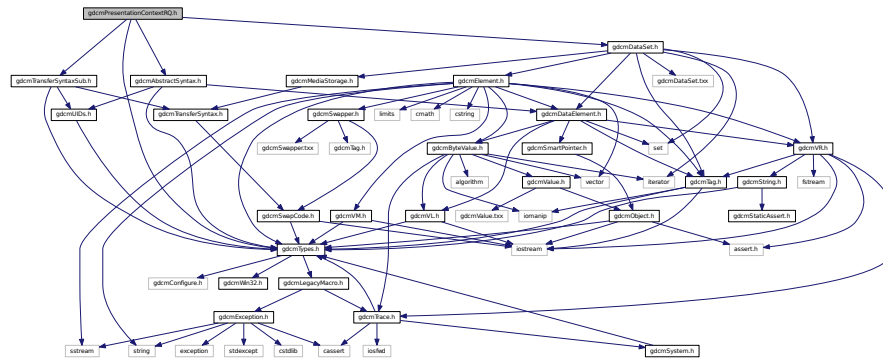 gdcmPresentationContextRQ.h
gdcmDataSet.h
gdcmTransferSyntaxSub.h
gdcmAbstractSyntax.h
gdcmMediaStorage.h
gdcmElement.h
gdcmDataSet.txx
gdcmUIDs.h
gdcmTransferSyntax.h
gdcmSwapper.h
limits
cmath
cstring
gdcmDataElement.h
gdcmSwapper.txx
gdcmTag.h
gdcmByteValue.h
gdcmSmartPointer.h
set
gdcmVR.h
algorithm
gdcmValue.h
vector
iterator
gdcmTag.h
gdcmString.h
fstream
gdcmSwapCode.h
gdcmVM.h
gdcmVL.h
gdcmValue.txx
iomanip
gdcmObject.h
gdcmStaticAssert.h
gdcmTypes.h
iostream
assert.h
gdcmConfigure.h
gdcmWin32.h
gdcmLegacyMacro.h
gdcmException.h
gdcmTrace.h
sstream
string
exception
stdexcept
cstdlib
cassert
iosfwd
gdcmSystem.h